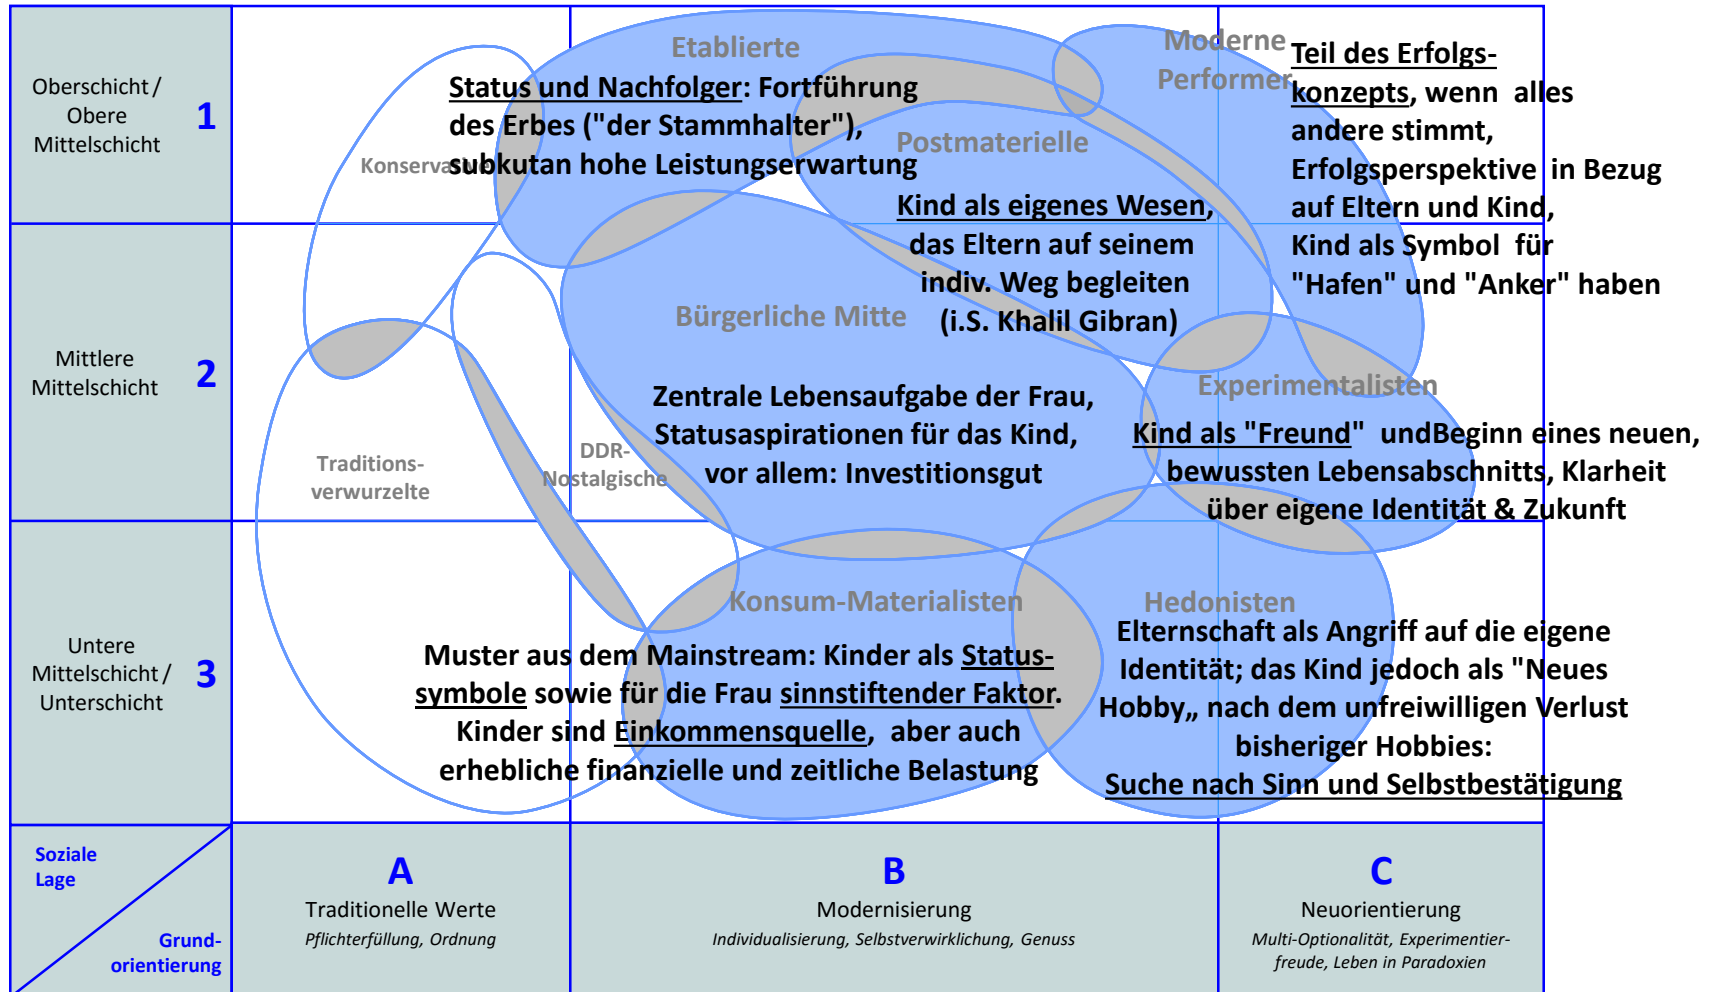 Oberschicht /
Obere
Mittelschicht
1
Etablierte
Status und Nachfolger: Fortführung
des Erbes ("der Stammhalter"),
subkutan hohe Leistungserwartung
Konservative
Moderne
Performer
Teil des Erfolgs-
konzepts, wenn alles
andere stimmt,
Erfolgsperspektive in Bezug
auf Eltern und Kind,
Kind als Symbol für
"Hafen" und "Anker" haben
Postmaterielle
Kind als eigenes Wesen,
das Eltern auf seinem
indiv. Weg begleiten
(i.S. Khalil Gibran)
Mittlere
Mittelschicht
2
Bürgerliche Mitte
Zentrale Lebensaufgabe der Frau,
Statusaspirationen für das Kind,
vor allem: Investitionsgut
Experimentalisten
Kind als "Freund" undBeginn eines neuen,
bewussten Lebensabschnitts, Klarheit
über eigene Identität & Zukunft
Traditions-
verwurzelte
DDR-
Nostalgische
Untere
Mittelschicht /
Unterschicht
3
Konsum-Materialisten
Muster aus dem Mainstream: Kinder als Status-
symbole sowie für die Frau sinnstiftender Faktor.
Kinder sind Einkommensquelle, aber auch
erhebliche finanzielle und zeitliche Belastung
Hedonisten
Elternschaft als Angriff auf die eigene
Identität; das Kind jedoch als "Neues
Hobby„ nach dem unfreiwilligen Verlust
bisheriger Hobbies:
Suche nach Sinn und Selbstbestätigung
Soziale
Lage
Grund-
orientierung
A
Traditionelle Werte
Pflichterfüllung, Ordnung
B
Modernisierung
Individualisierung, Selbstverwirklichung, Genuss
C
Neuorientierung
Multi-Optionalität, Experimentier-
freude, Leben in Paradoxien